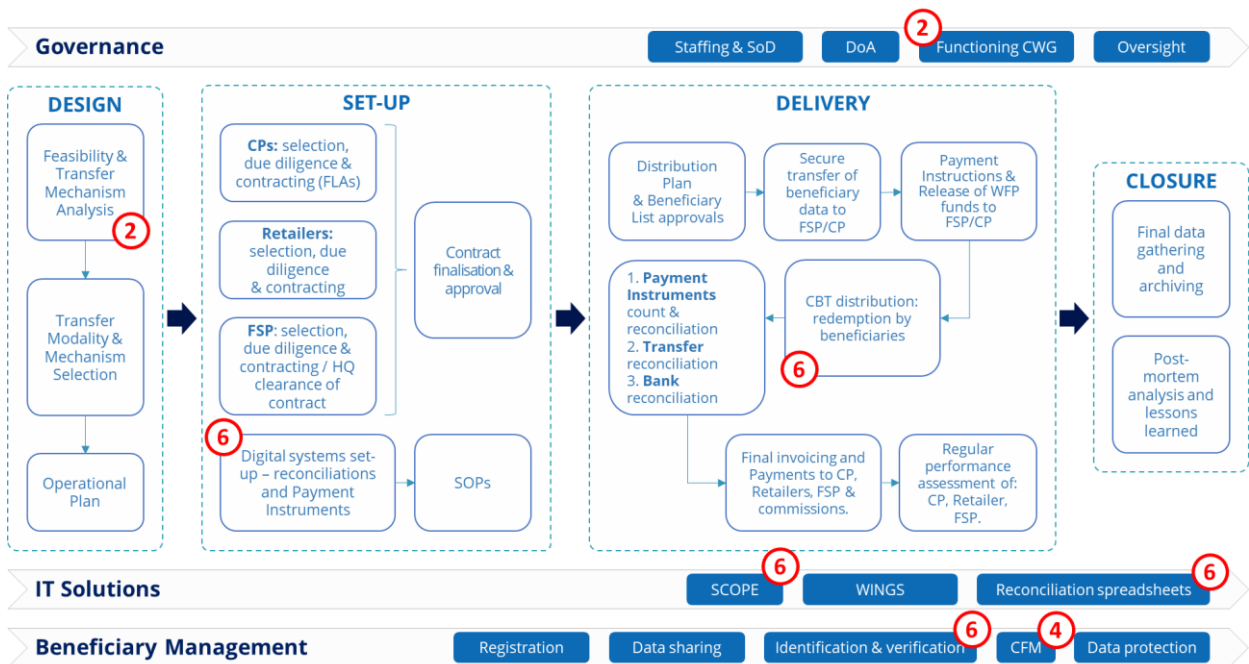 Governance
Staffing & SoD
DoA
2
Functioning CWG
Oversight
DESIGN
Feasibility &
Transfer
Mechanism
Analysis
2
Transfer
Modality &
Mechanism
Selection
Operational
Plan
SET-UP
CPs: selection,
due diligence &
contracting (FLAs)
Retailers:
selection, due
diligence
& contracting
FSP: selection,
due diligence &
contracting / HQ
clearance of
contract
Contract
finalisation &
approval
6
Digital systems set-
up – reconciliations
and Payment
Instruments
SOPs
DELIVERY
Distribution
Plan
& Beneficiary
List approvals
Secure
transfer of
beneficiary
data to
FSP/CP
Payment
Instructions &
Release of WFP
funds to
FSP/CP
1. Payment
Instruments
count &
reconciliation
2. Transfer
reconciliation
3. Bank
reconciliation
CBT distribution:
redemption by
beneficiaries
6
Final invoicing and
Payments to CP,
Retailers, FSP &
commissions.
Regular
performance
assessment of:
CP, Retailer,
FSP.
CLOSURE
Final data
gathering
and
archiving
Post-
mortem
analysis and
lessons
learned
IT Solutions
SCOPE
6
WINGS
Reconciliation spreadsheets
6
Beneficiary Management
Registration
Data sharing
Identification & verification
6
CFM
4
Data protection